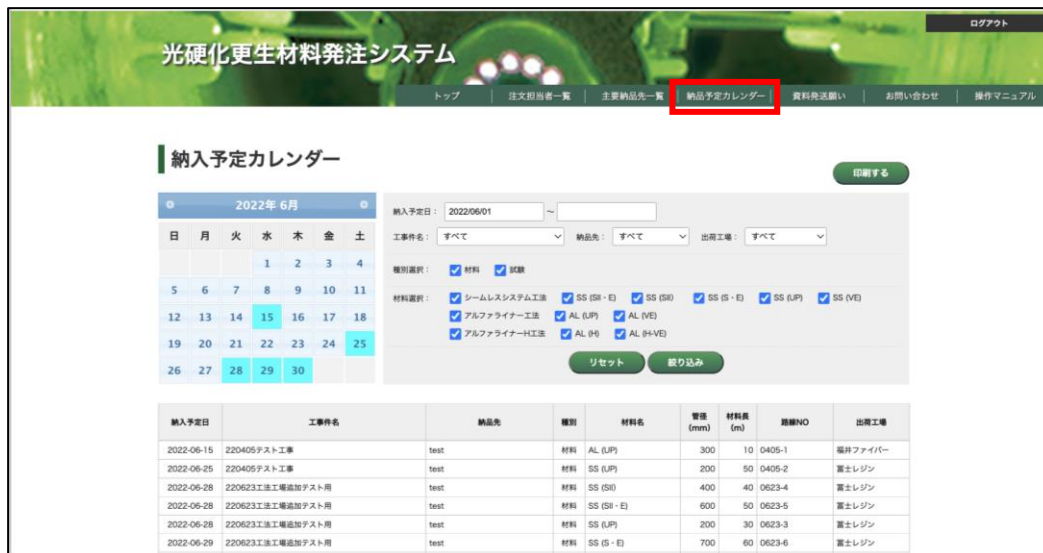 ログアウト
光硬化更生材料発注システム
トップ 注文担当者一覧 主要納品先一覧 納品予定カレンダー 資料発送願い お問い合わせ 操作マニュアル
納入予定カレンダー
印刷する
2022年 6月
日 月 火 水 木 金 土
1 2 3 4
5 6 7 8 9 10 11
12 13 14 15 16 17 18
19 20 21 22 23 24 25
26 27 28 29 30
納入予定日： 2022/06/01 ～
工事件名： すべて 納品先： すべて 出荷工場： すべて
種別選択： 材料 試験
材料選択： シームレスシステム工法 SS (SII・E) SS (SII) SS (S・E) SS (UP) SS (VE)
アルファライナー工法 AL (UP) AL (VE)
アルファライナーH工法 AL (H) AL (H-VE)
リセット 絞り込み
納入予定日 工事件名 納品先 種別 材料名 管径(mm) 材料長(m) 路線NO 出荷工場
2022-06-15 220405テスト工事 test 材料 AL (UP) 300 10 0405-1 福井ファイバー
2022-06-25 220405テスト工事 test 材料 SS (UP) 200 50 0405-2 富士レジン
2022-06-28 220623工法工場追加テスト用 test 材料 SS (SII) 400 40 0623-4 富士レジン
2022-06-28 220623工法工場追加テスト用 test 材料 SS (SII・E) 600 50 0623-5 富士レジン
2022-06-28 220623工法工場追加テスト用 test 材料 SS (UP) 200 30 0623-3 富士レジン
2022-06-29 220623工法工場追加テスト用 test 材料 SS (S・E) 700 60 0623-6 富士レジン